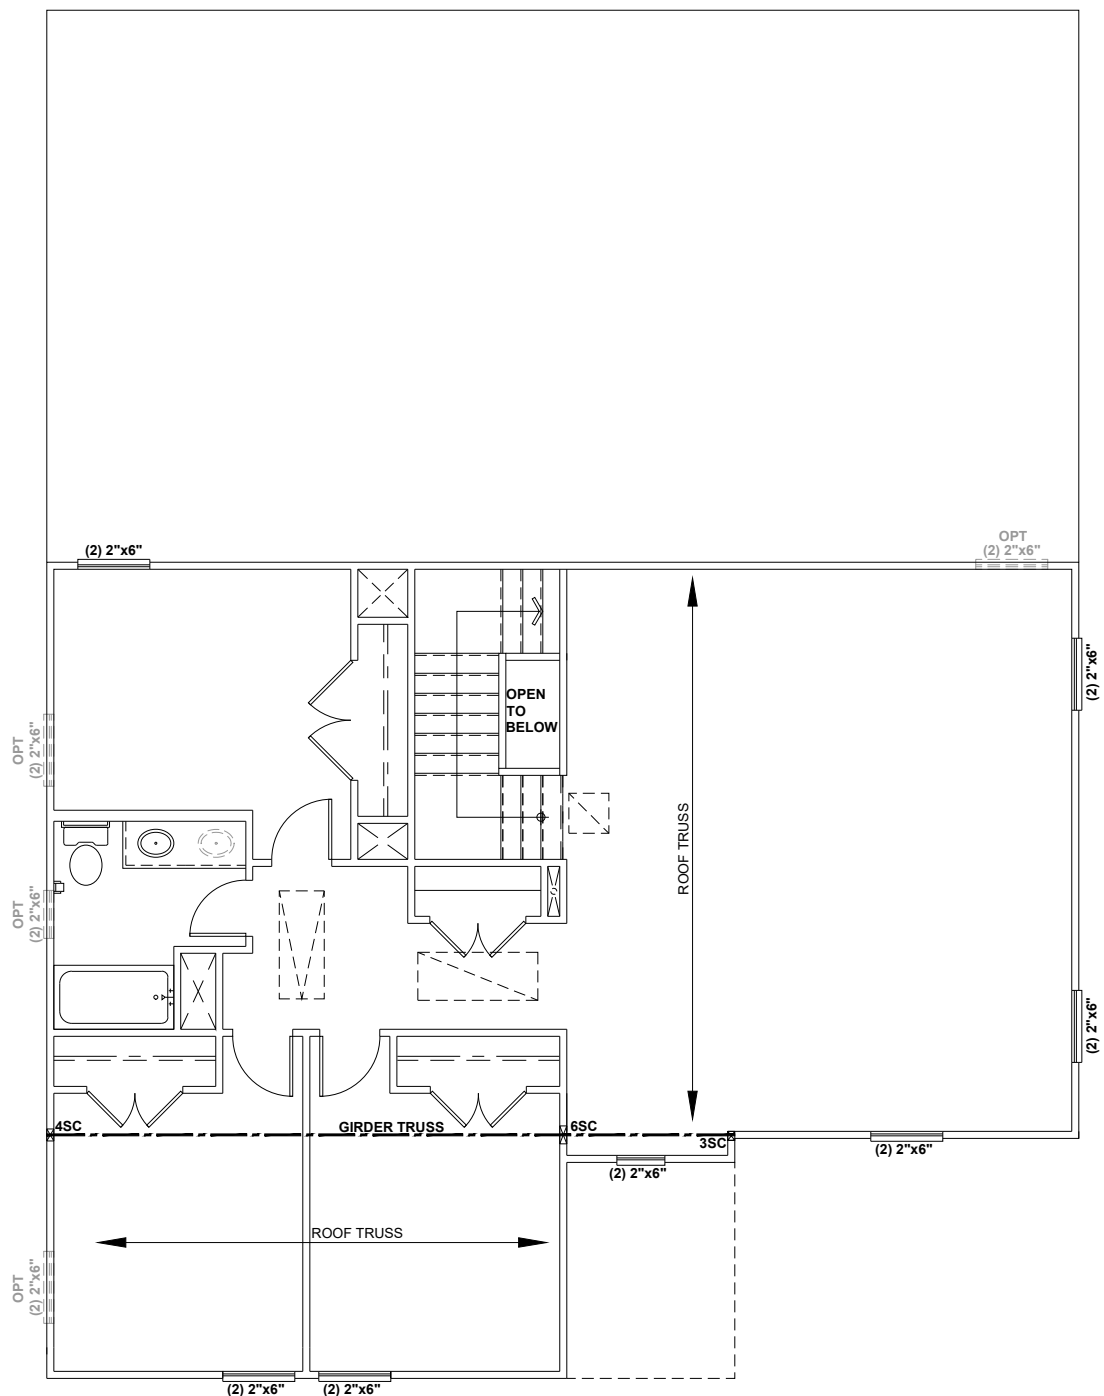 (2) 2"x6"
OPT
(2) 2"x6"
(2) 2"x6"
OPEN
TO
BELOW
OPT
(2) 2"x6"
ROOF TRUSS
OPT
(2) 2"x6"
(2) 2"x6"
4SC
GIRDER TRUSS
6SC
3SC
(2) 2"x6"
(2) 2"x6"
ROOF TRUSS
OPT
(2) 2"x6"
(2) 2"x6"
(2) 2"x6"